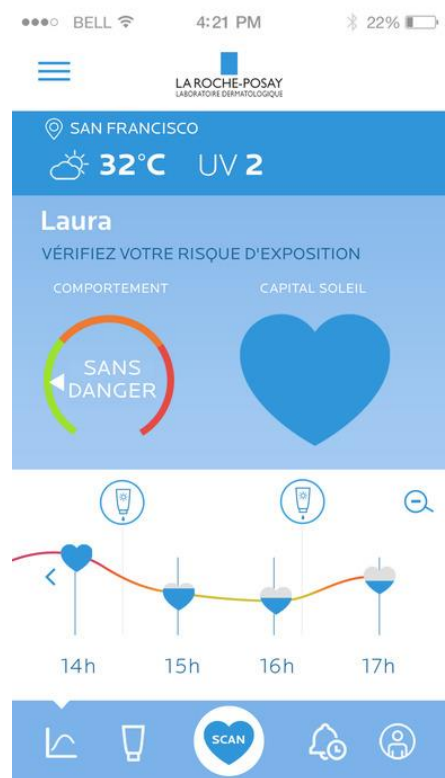 BELL 4:21 PM 22%
LA ROCHE-POSAY
LABORATOIRE DERMATOLOGIQUE
SAN FRANCISCO
32°C UV 2
Laura
VÉRIFIEZ VOTRE RISQUE D'EXPOSITION
COMPORTEMENT CAPITAL SOLEIL
SANS
DANGER
14h 15h 16h 17h
SCAN